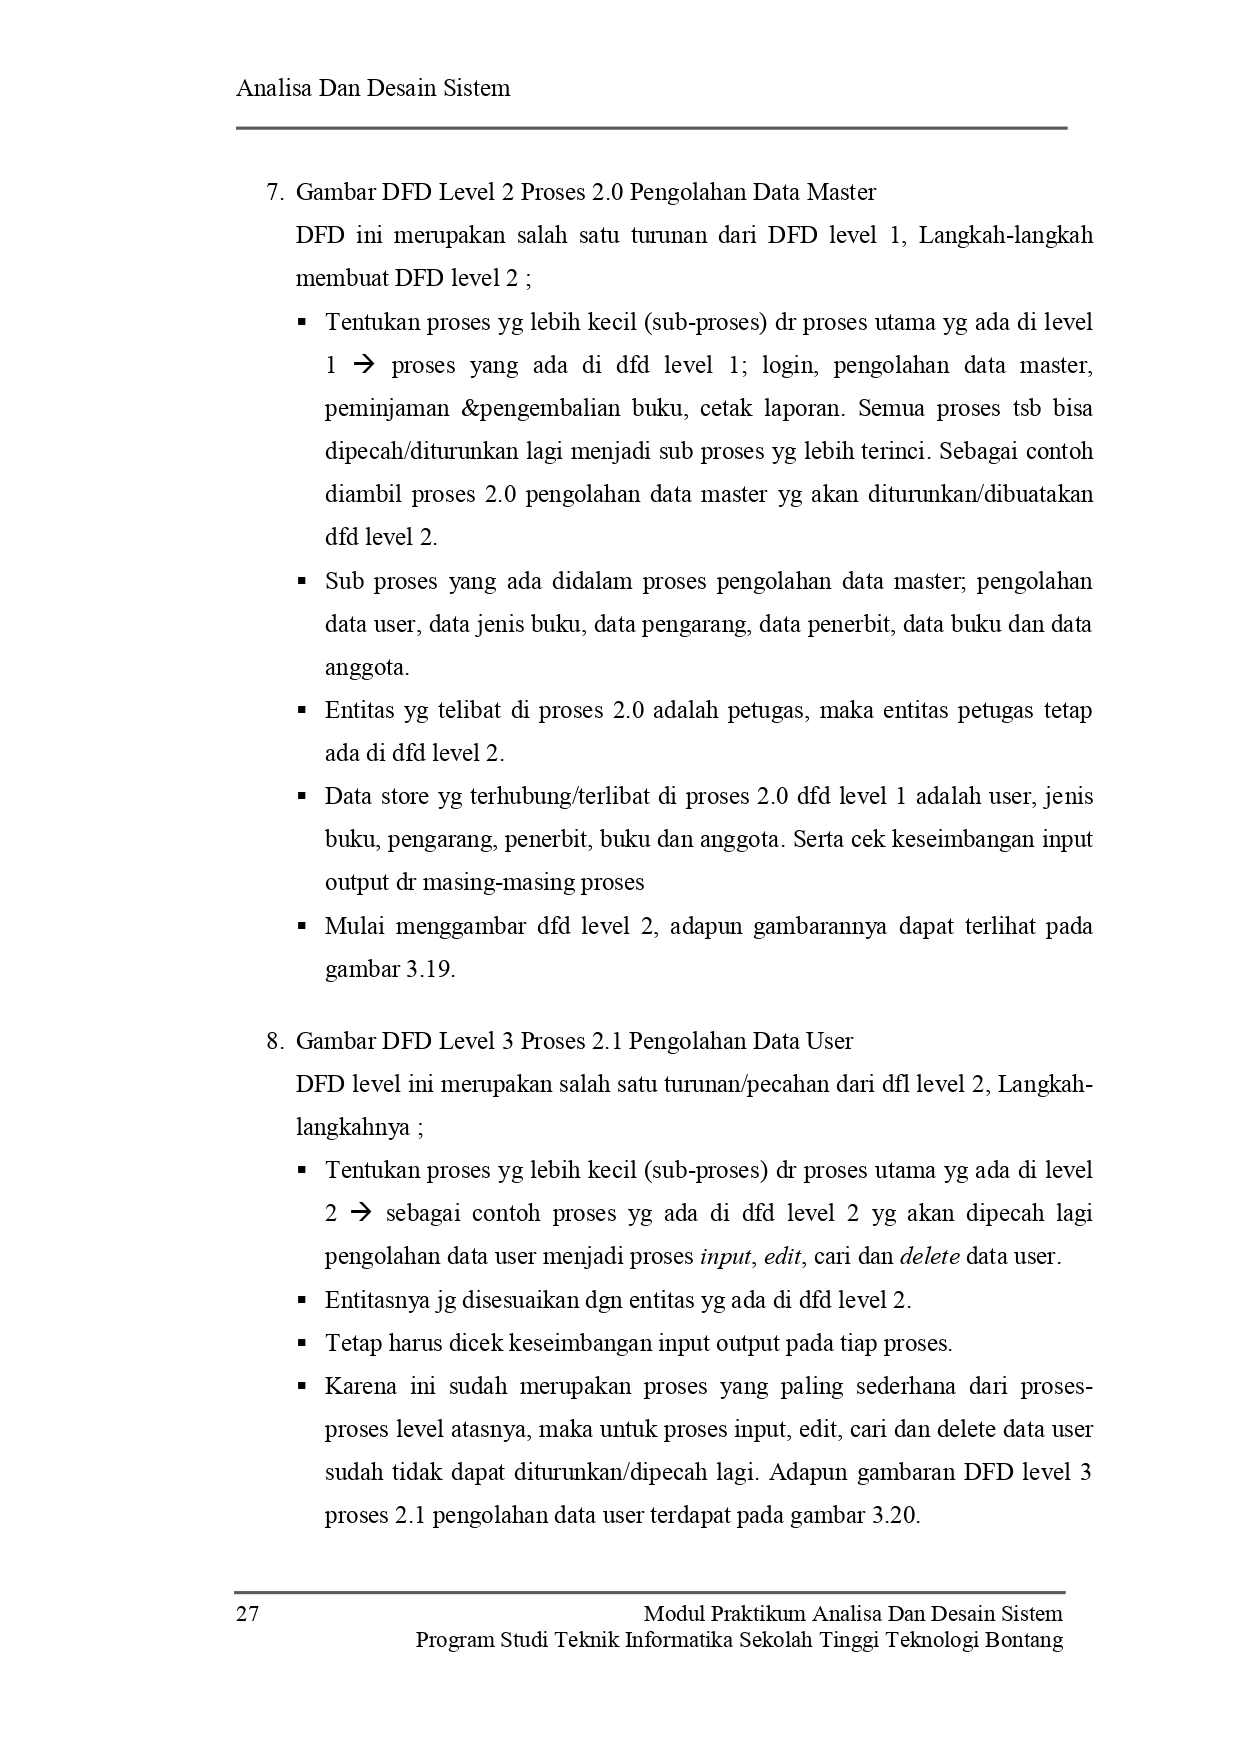 Analisa Dan Desain Sistem
7. Gambar DFD Level 2 Proses 2.0 Pengolahan Data Master
DFD ini merupakan salah satu turunan dari DFD level 1, Langkah-langkah
membuat DFD level 2 ;
▪ Tentukan proses yg lebih kecil (sub-proses) dr proses utama yg ada di level
1 → proses yang ada di dfd level 1; login, pengolahan data master,
peminjaman &pengembalian buku, cetak laporan. Semua proses tsb bisa
dipecah/diturunkan lagi menjadi sub proses yg lebih terinci. Sebagai contoh
diambil proses 2.0 pengolahan data master yg akan diturunkan/dibuatakan
dfd level 2.
▪ Sub proses yang ada didalam proses pengolahan data master; pengolahan
data user, data jenis buku, data pengarang, data penerbit, data buku dan data
anggota.
▪ Entitas yg telibat di proses 2.0 adalah petugas, maka entitas petugas tetap
ada di dfd level 2.
▪ Data store yg terhubung/terlibat di proses 2.0 dfd level 1 adalah user, jenis
buku, pengarang, penerbit, buku dan anggota. Serta cek keseimbangan input
output dr masing-masing proses
▪ Mulai menggambar dfd level 2, adapun gambarannya dapat terlihat pada
gambar 3.19.
8. Gambar DFD Level 3 Proses 2.1 Pengolahan Data User
DFD level ini merupakan salah satu turunan/pecahan dari dfl level 2, Langkah-
langkahnya ;
▪ Tentukan proses yg lebih kecil (sub-proses) dr proses utama yg ada di level
2 → sebagai contoh proses yg ada di dfd level 2 yg akan dipecah lagi
pengolahan data user menjadi proses input, edit, cari dan delete data user.
▪ Entitasnya jg disesuaikan dgn entitas yg ada di dfd level 2.
▪ Tetap harus dicek keseimbangan input output pada tiap proses.
▪ Karena ini sudah merupakan proses yang paling sederhana dari proses-
proses level atasnya, maka untuk proses input, edit, cari dan delete data user
sudah tidak dapat diturunkan/dipecah lagi. Adapun gambaran DFD level 3
proses 2.1 pengolahan data user terdapat pada gambar 3.20.
27 Modul Praktikum Analisa Dan Desain Sistem
Program Studi Teknik Informatika Sekolah Tinggi Teknologi Bontang